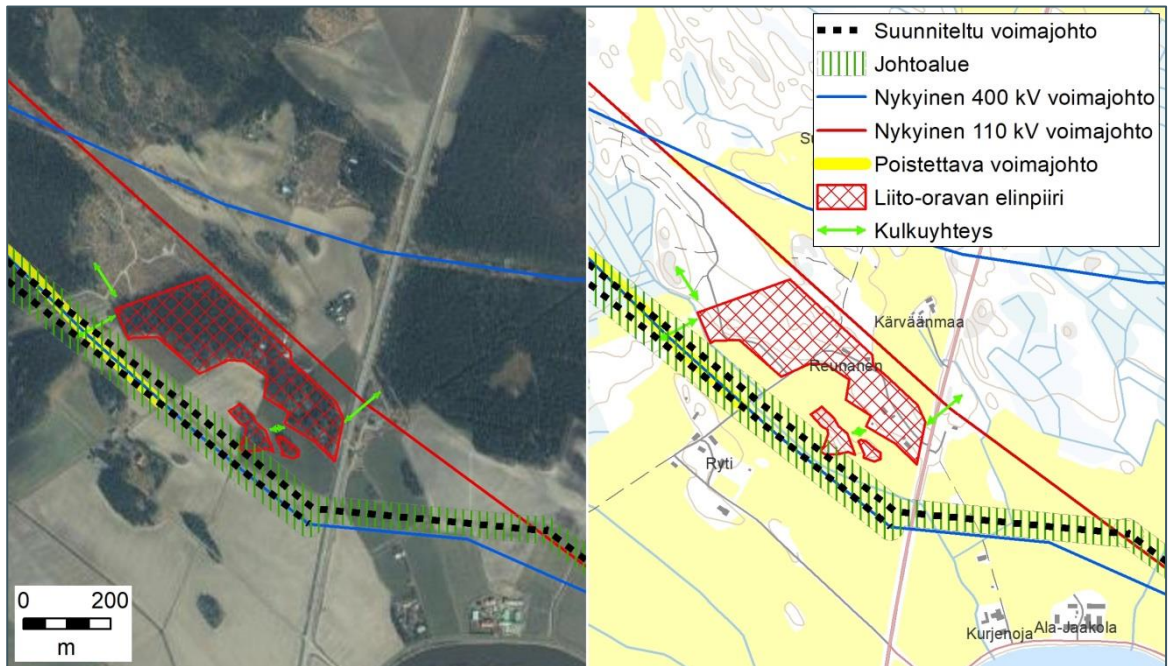 Suunniteltu voimajohto
Johtoalue
Nykyinen 400 kV voimajohto
Nykyinen 110 kV voimajohto
Poistettava voimajohto
Liito-oravan elinpiiri
Kulkuyhteys
Kärväänmaa
Reunanen
Ryti
Kurjenoja
Ala-Jaakola
0 200
m